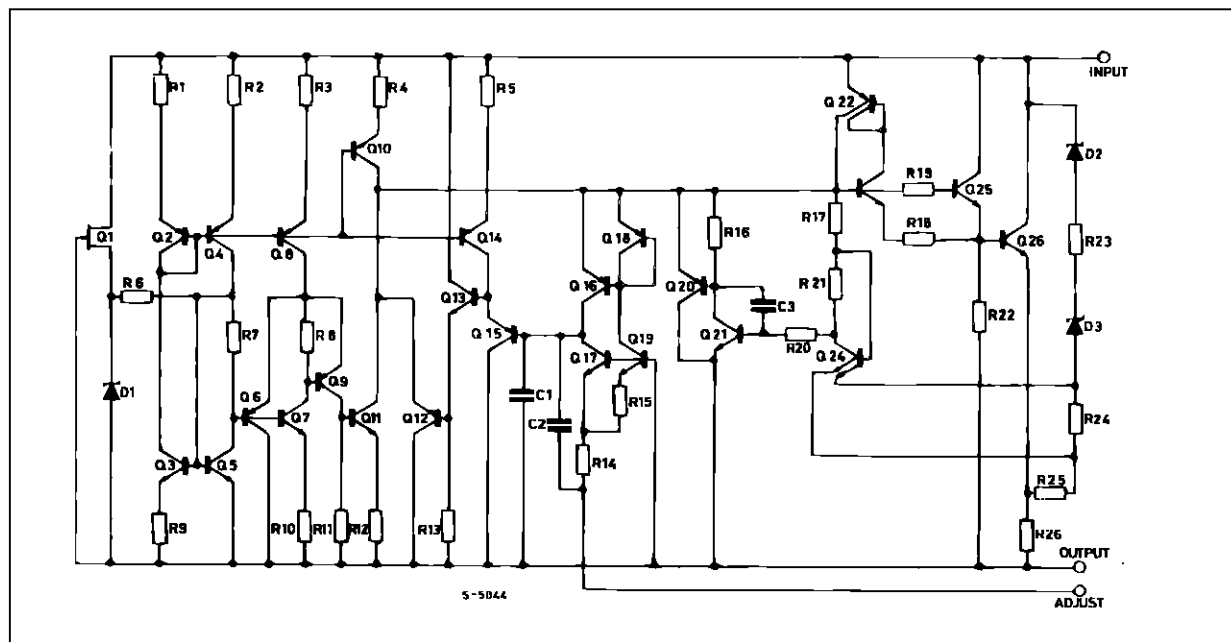 INPUT
R1
R2
R3
R4
R5
Q22
Q10
D2
R19
Q25
R17
R18
Q1
Q2
Q4
Q8
Q14
Q18
R16
Q26
R23
R6
Q13
Q16
Q20
R21
C3
R7
R8
Q15
Q19
Q21
R20
R22
D3
Q17
Q24
D1
Q6
Q9
Q7
Q11
Q12
C1
R15
C2
R24
Q3
Q5
R14
R25
R9
R10
R11
R12
R13
R26
OUTPUT
S-5044
ADJUST